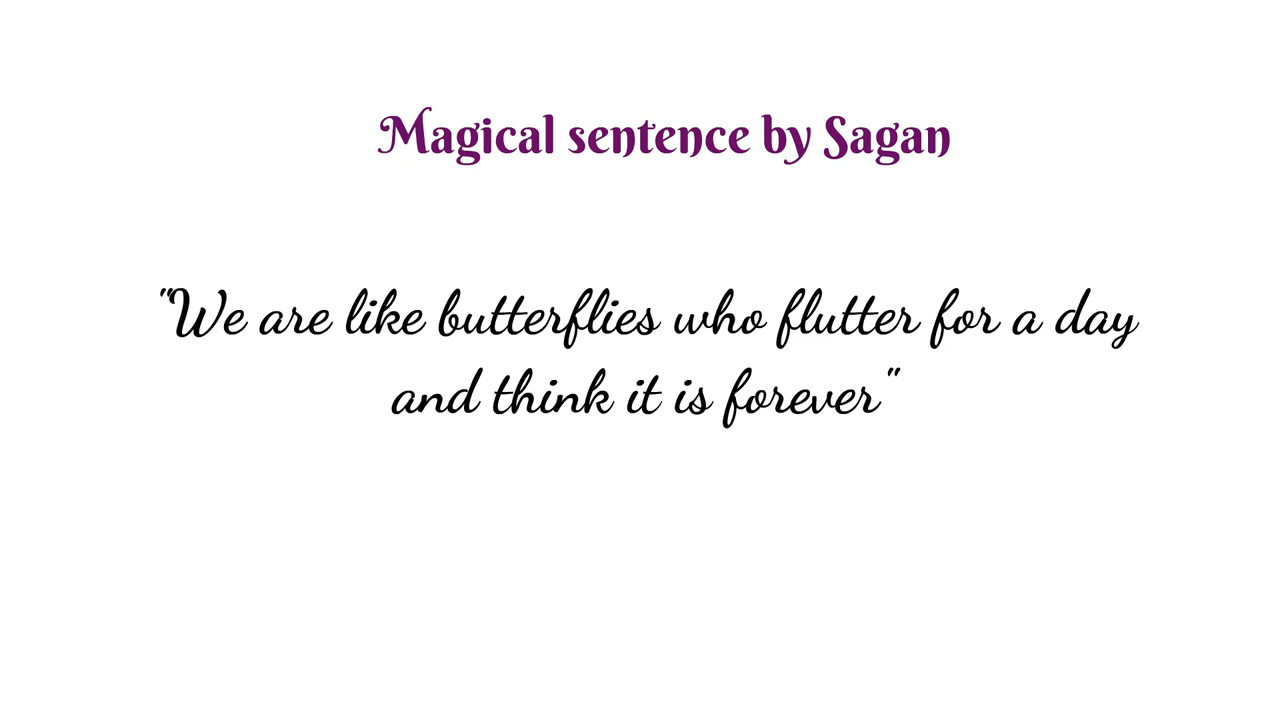 Magical sentence by Sagan
"We are like butterflies who flutter for a day
and think it is forever"